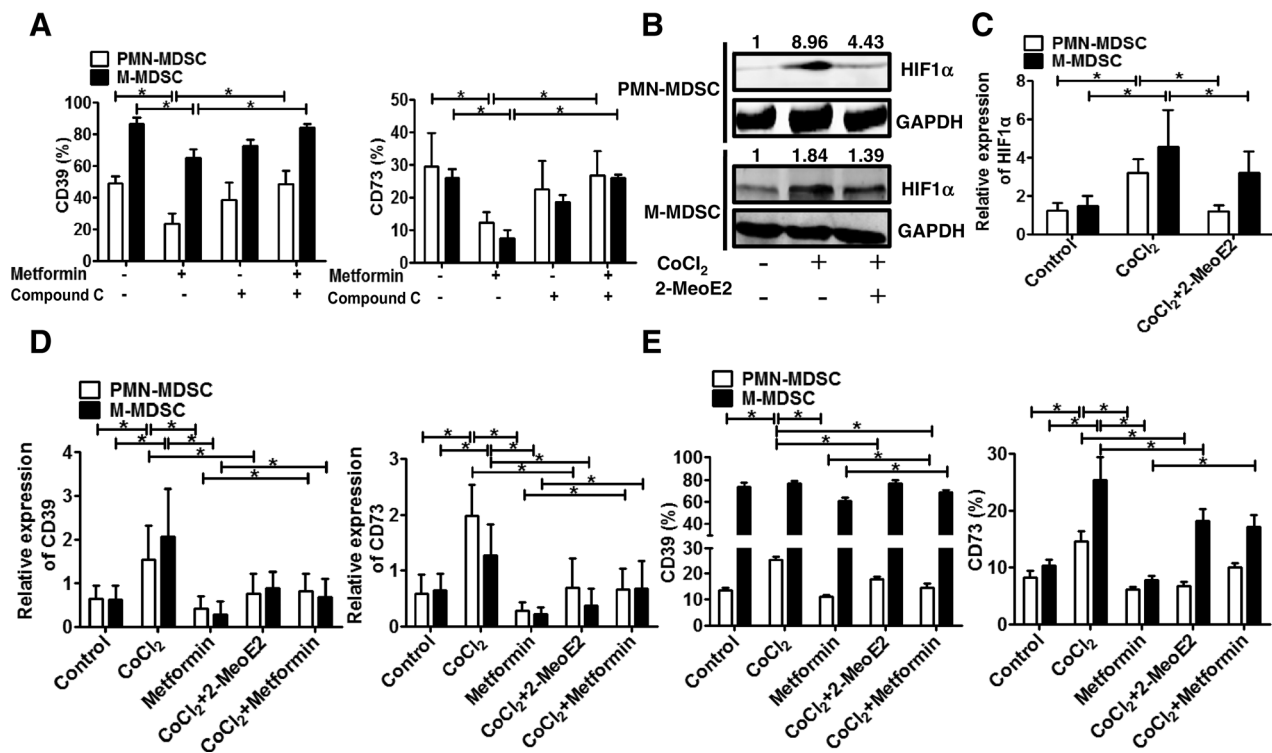 A
PMN-MDSC
M-MDSC
CD39 (%)
100
80
60
40
20
0
* * * *
Metformin - + - +
Compound C - - + +
CD73 (%)
50
40
30
20
10
0
* * * *
Metformin - + - +
Compound C - - + +
B
1 8.96 4.43
PMN-MDSC
HIF1α
GAPDH
1 1.84 1.39
M-MDSC
HIF1α
GAPDH
CoCl₂ - + +
2-MeoE2 - - +
C
PMN-MDSC
M-MDSC
Relative expression
of HIF1α
8
6
4
2
0
* * * *
Control
CoCl₂
CoCl₂+2-MeoE2
D
PMN-MDSC
M-MDSC
Relative expression
of CD39
4
3
2
1
0
* * * * * * *
Control
CoCl₂
Metformin
CoCl₂+2-MeoE2
CoCl₂+Metformin
Relative expression
of CD73
3
2
1
0
* * * * * * * *
Control
CoCl₂
Metformin
CoCl₂+2-MeoE2
CoCl₂+Metformin
E
PMN-MDSC
M-MDSC
CD39 (%)
100
80
60
40
30
20
10
0
* * * * * *
Control
CoCl₂
Metformin
CoCl₂+2-MeoE2
CoCl₂+Metformin
CD73 (%)
30
20
10
0
* * * * * * *
Control
CoCl₂
Metformin
CoCl₂+2-MeoE2
CoCl₂+Metformin